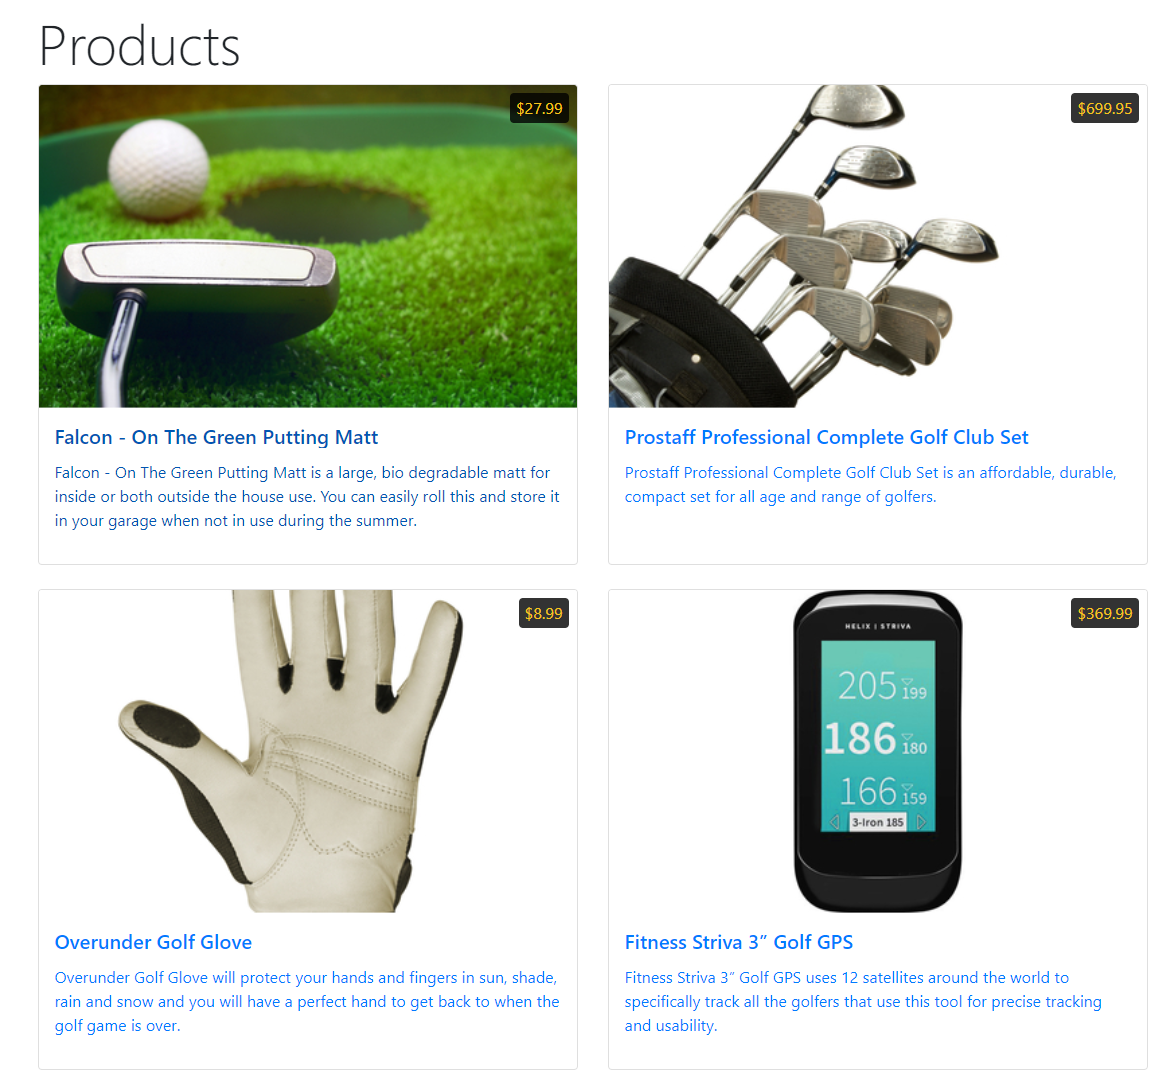 Products
$27.99
$699.95
Falcon - On The Green Putting Matt
Falcon - On The Green Putting Matt is a large, bio degradable matt for
inside or both outside the house use. You can easily roll this and store it
in your garage when not in use during the summer.
Prostaff Professional Complete Golf Club Set
Prostaff Professional Complete Golf Club Set is an affordable, durable,
compact set for all age and range of golfers.
$8.99
$369.99
HELIX | STRIVA
205 199
186 180
166 159
3-Iron 185
Overunder Golf Glove
Overunder Golf Glove will protect your hands and fingers in sun, shade,
rain and snow and you will have a perfect hand to get back to when the
golf game is over.
Fitness Striva 3″ Golf GPS
Fitness Striva 3″ Golf GPS uses 12 satellites around the world to
specifically track all the golfers that use this tool for precise tracking
and usability.